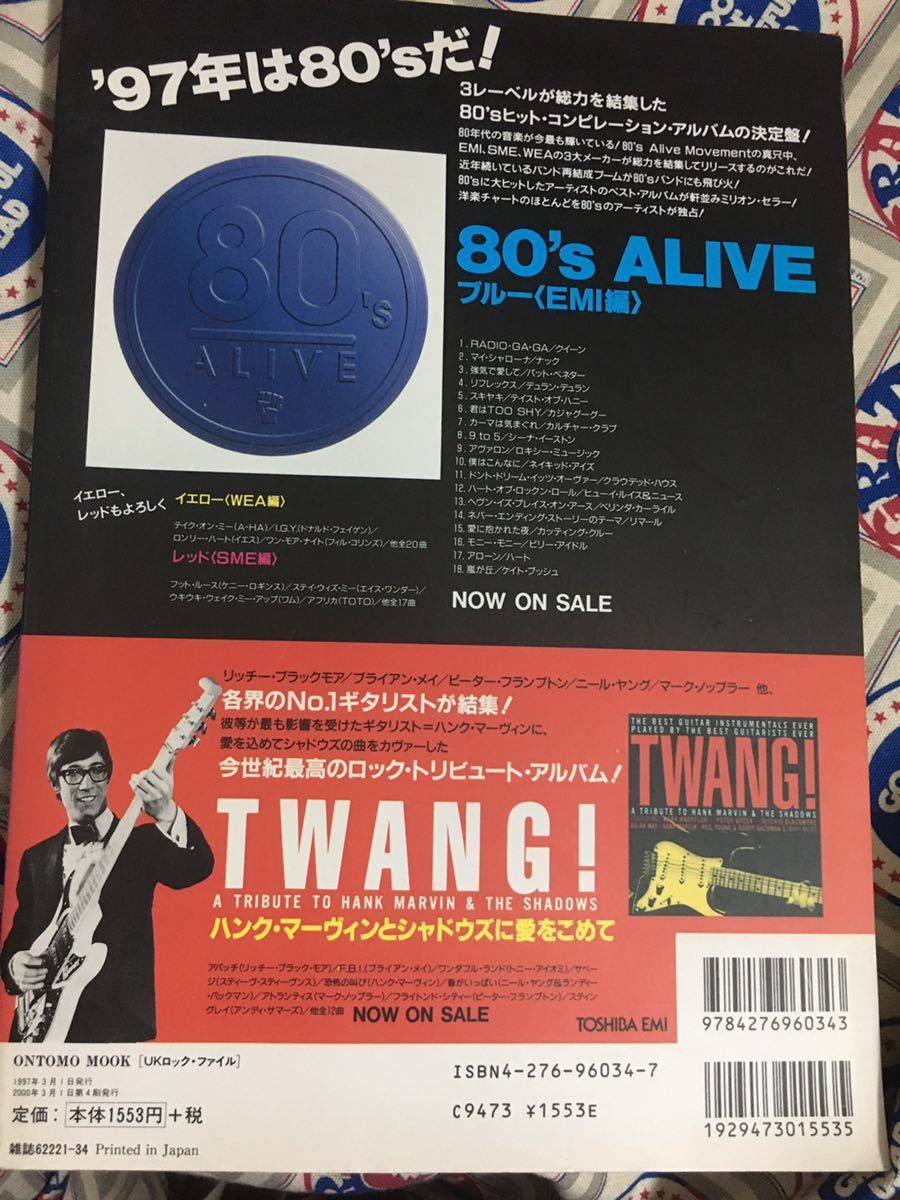 '97年は80'sだ!
3レーベルが総力を結集した
80'sヒット・コンピレーション・アルバムの決定盤!
80年代の音楽が今最も輝いている!80's Alive Movementの真只中、
EMI、SME、WEAの3大メーカーが総力を結集してリリースするのがこれだ!
近年続いているバンド再結成ブームが80'sバンドにも飛び火!
80'sに大ヒットしたアーティストのベスト・アルバムが軒並みミリオン・セラー!
洋楽チャートのほとんどを80'sのアーティストが独占!
80's
ALIVE
80's ALIVE
ブルー〈EMI編〉
1. RADIO・GA・GA/クイーン
2. マイ・シャローナ/ナック
3. 強気で愛して/パット・ベネター
4. リフレックス/デュラン・デュラン
5. スキヤキ/テイスト・オブ・ハニー
6. 君はTOO SHY/カジャグーグー
7. カーマは気まぐれ/カルチャー・クラブ
8. 9 to 5/シーナ・イーストン
9. アヴァロン/ロキシー・ミュージック
10. 僕はこんなに/ネイキッド・アイズ
11. ドント・ドリーム・イッツ・オーヴァー/クラウデッド・ハウス
12. ハート・オブ・ロックン・ロール/ヒューイ・ルイス&ニュース
13. ヘヴン・イズ・プレイス・オン・アース/ベリンダ・カーライル
14. ネバー・エンディング・ストーリーのテーマ/リマール
15. 愛に抱かれた夜/カッティング・クルー
16. モニー・モニー/ビリー・アイドル
17. アローン/ハート
18. 嵐が丘/ケイト・ブッシュ
NOW ON SALE
イエロー、
レッドもよろしく
イエロー〈WEA編〉
テイク・オン・ミー(A-HA)/I.G.Y.(ドナルド・フェイゲン)/
ロンリー・ハート(イエス)/ワン・モア・ナイト(フィル・コリンズ)/他全20曲
レッド〈SME編〉
フット・ルース(ケニー・ロギンス)/ステイ・ウィズ・ミー(エイス・ワンダー)/
ウキウキ・ウェイク・ミー・アップ(ワム)/アフリカ(TOTO)/他全17曲
リッチー・ブラックモア/ブライアン・メイ/ピーター・フランプトン/ニール・ヤング/マーク・ノップラー 他、
各界のNo.1ギタリストが結集!
彼等が最も影響を受けたギタリスト=ハンク・マーヴィンに、
愛を込めてシャドウズの曲をカヴァーした
今世紀最高のロック・トリビュート・アルバム!
TWANG!
A TRIBUTE TO HANK MARVIN & THE SHADOWS
ハンク・マーヴィンとシャドウズに愛をこめて
THE BEST GUITAR INSTRUMENTALS EVER
PLAYED BY THE BEST GUITARISTS EVER
TWANG!
A TRIBUTE TO HANK MARVIN & THE SHADOWS
アパッチ(リッチー・ブラック・モア)/F.B.I.(ブライアン・メイ)/ワンダフル・ランド(トニー・アイオミ)/サベー
ジ(スティーヴ・スティーヴンス)/恐怖の叫び(ハンク・マーヴィン)/春がいっぱい(ニール・ヤング&ランディー
・バックマン)/アトランティス(マーク・ノップラー)/フライトンド・シティー(ピーター・フランプトン)/スティン
グレイ(アンディ・サマーズ)/他全12曲
NOW ON SALE
TOSHIBA EMI
9784276960343
ONTOMO MOOK [UKロック・ファイル]
1997年3月1日発行
2000年3月1日第4刷発行
定価:本体1553円+税
雑誌62221-34 Printed in Japan
ISBN4-276-96034-7
C9473 ¥1553E
1929473015535